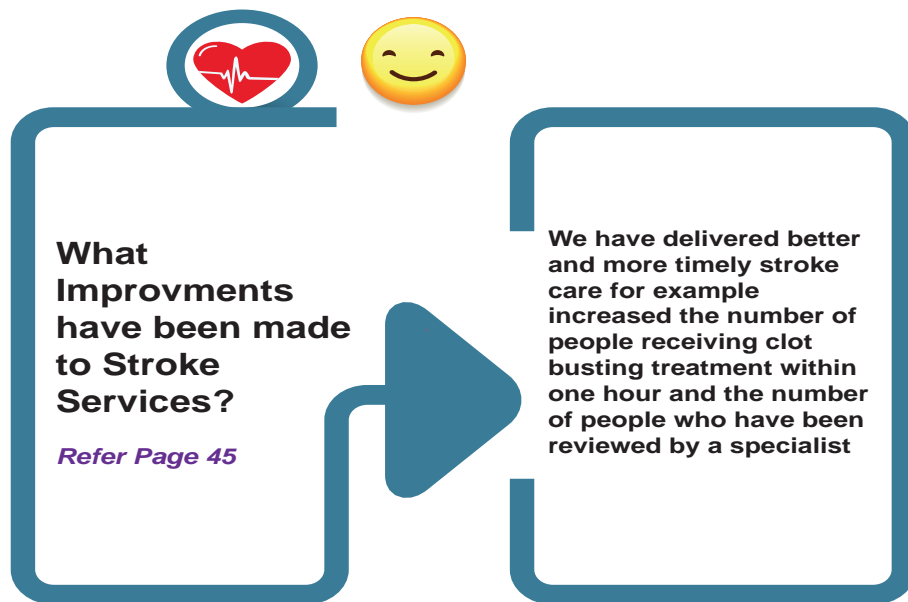 What
Improvments
have been made
to Stroke
Services?
Refer Page 45
We have delivered better
and more timely stroke
care for example
increased the number of
people receiving clot
busting treatment within
one hour and the number
of people who have been
reviewed by a specialist